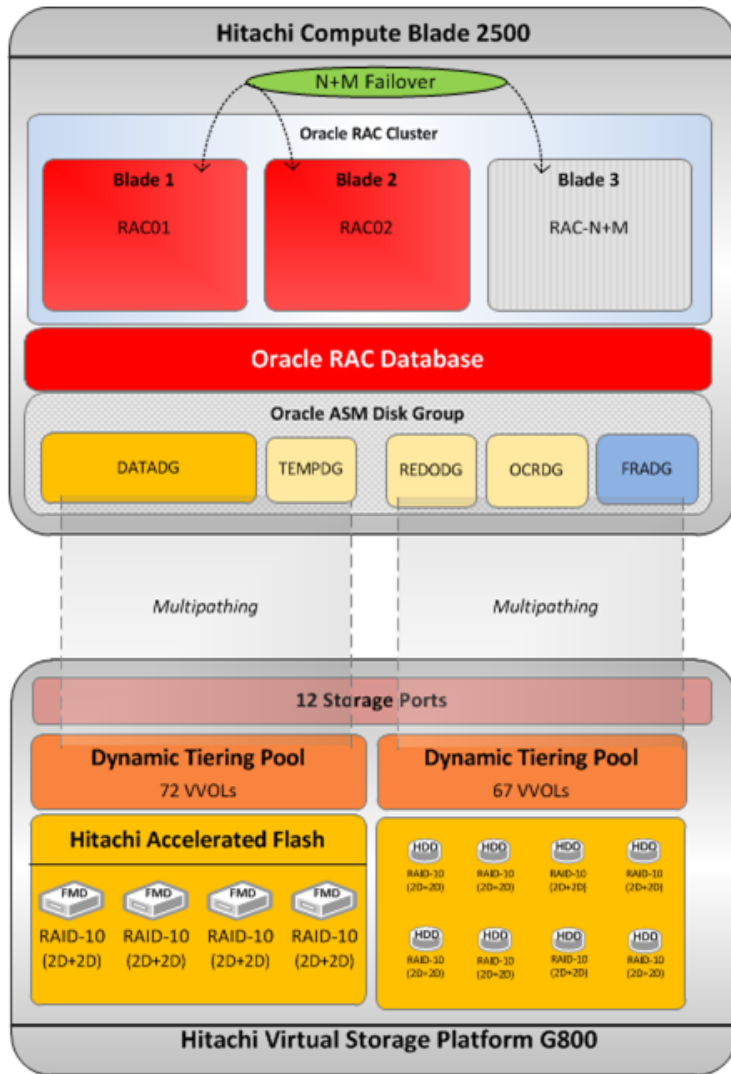 Hitachi Compute Blade 2500
N+M Failover
Oracle RAC Cluster
Blade 1
Blade 2
Blade 3
RAC01
RAC02
RAC-N+M
Oracle RAC Database
Oracle ASM Disk Group
DATADG
TEMPDG
REDODG
OCRDG
FRADG
Multipathing
Multipathing
12 Storage Ports
Dynamic Tiering Pool
72 VVOLs
Dynamic Tiering Pool
67 VVOLs
Hitachi Accelerated Flash
FMD
FMD
FMD
FMD
RAID-10
RAID-10
RAID-10
RAID-10
(2D+2D)
(2D+2D)
(2D+2D)
(2D+2D)
HDD
HDD
HDD
HDD
RAID-10
RAID-10
RAID-10
RAID-10
(2D+2D)
(2D+2D)
(2D+2D)
(2D+2D)
HDD
HDD
HDD
HDD
RAID-10
RAID-10
RAID-10
RAID-10
(2D+2D)
(2D+2D)
(2D+2D)
(2D+2D)
Hitachi Virtual Storage Platform G800